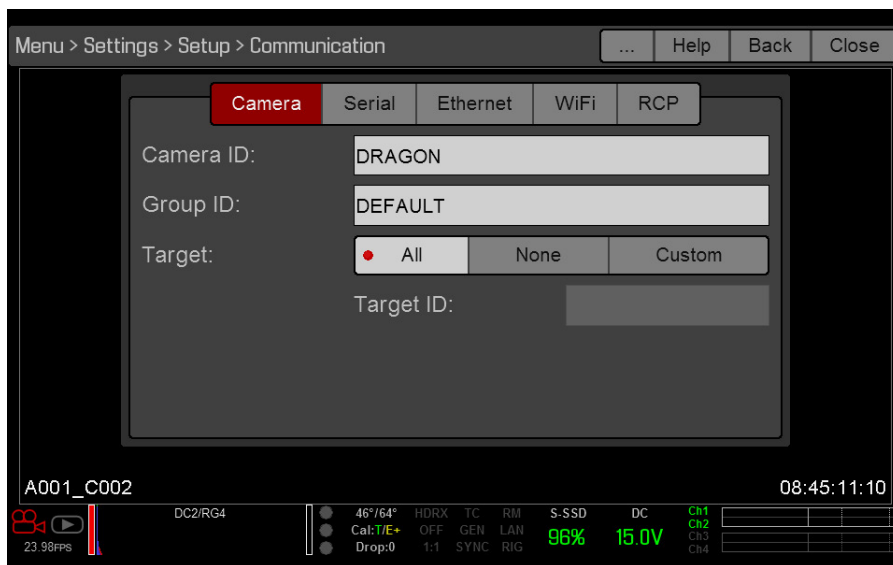 Menu > Settings > Setup > Communication ... Help Back Close
Camera Serial Ethernet WiFi RCP
Camera ID: DRAGON
Group ID: DEFAULT
Target: All None Custom
Target ID:
A001_C002 08:45:11:10
DC2/RG4 46°/64° HDRX TC RM S-SSD DC Ch1
Cal:T/E+ OFF GEN LAN 96% 15.0V Ch2
23.98FPS Drop:0 1:1 SYNC RIG Ch3
Ch4